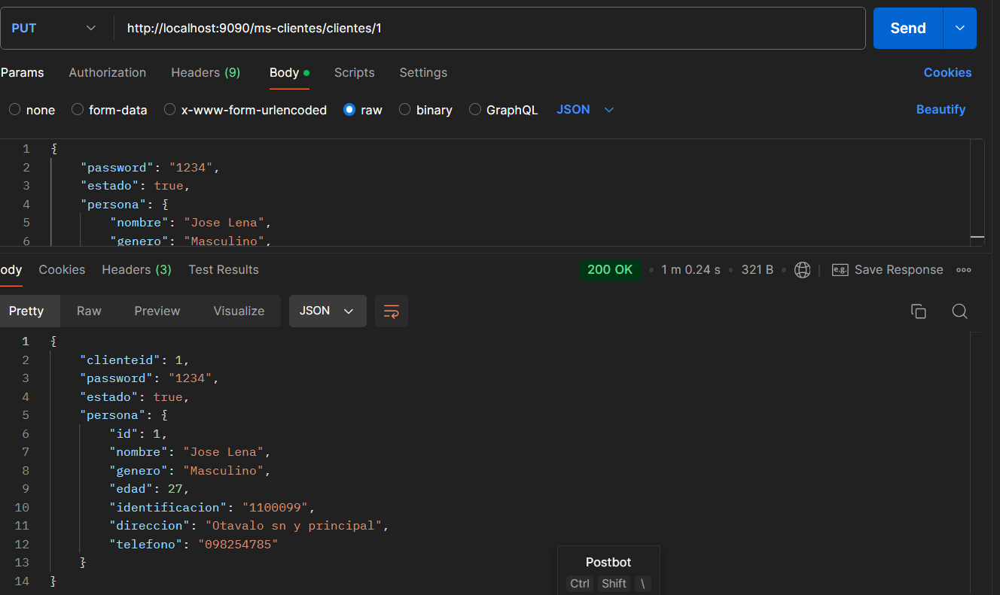 PUT http://localhost:9090/ms-clientes/clientes/1 Send
Params Authorization Headers (9) Body Scripts Settings Cookies
none form-data x-www-form-urlencoded raw binary GraphQL JSON Beautify
1 {
2 "password": "1234",
3 "estado": true,
4 "persona": {
5 "nombre": "Jose Lena",
6 "genero": "Masculino",
ody Cookies Headers (3) Test Results 200 OK 1 m 0.24 s 321 B e.g. Save Response
Pretty Raw Preview Visualize JSON
1 {
2 "clienteid": 1,
3 "password": "1234",
4 "estado": true,
5 "persona": {
6 "id": 1,
7 "nombre": "Jose Lena",
8 "genero": "Masculino",
9 "edad": 27,
10 "identificacion": "1100099",
11 "direccion": "Otavalo sn y principal",
12 "telefono": "098254785"
13 }
14 }
Postbot
Ctrl Shift \